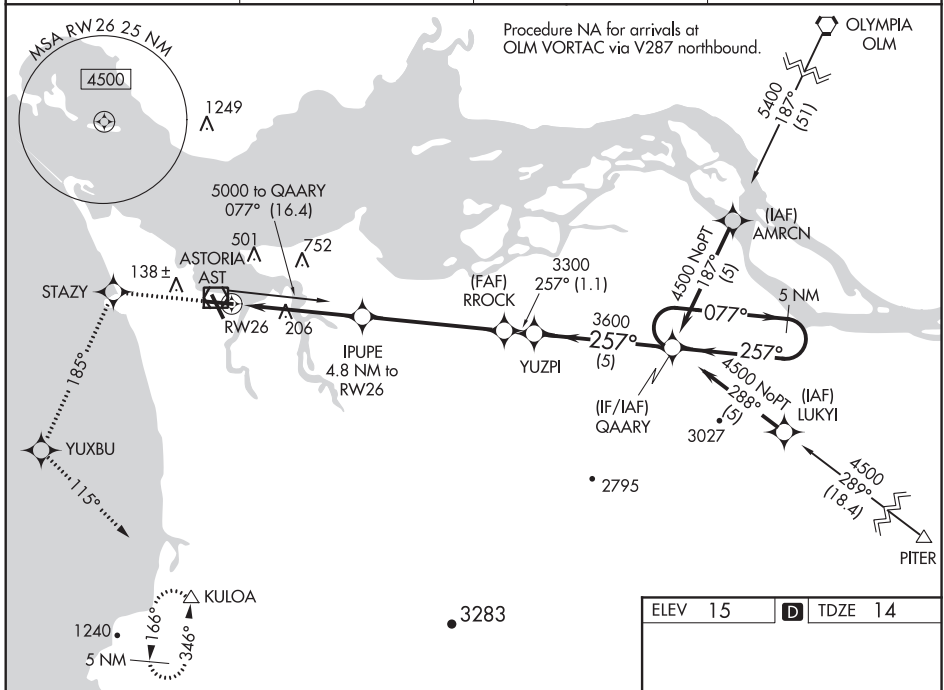 MSA RW26 25 NM
4500
1249
Procedure NA for arrivals at
OLM VORTAC via V287 northbound.
OLYMPIA
OLM
5400
187°
(51)
5000 to QAARY
077° (16.4)
(IAF)
AMRCN
4500 NoPT
187°
(5)
501
752
ASTORIA
AST
138 ±
STAZY
RW26
206
IPUPE
4.8 NM to
RW26
(FAF)
RROCK
3300
257° (1.1)
YUZPI
3600
257°
(5)
077°
5 NM
257°
(IF/IAF)
QAARY
4500 NoPT
288°
(5)
(IAF)
LUKYI
3027
2795
4500
289°
(18.4)
PITER
185°
YUXBU
115°
KULOA
166°
346°
1240
5 NM
3283
ELEV 15 D TDZE 14